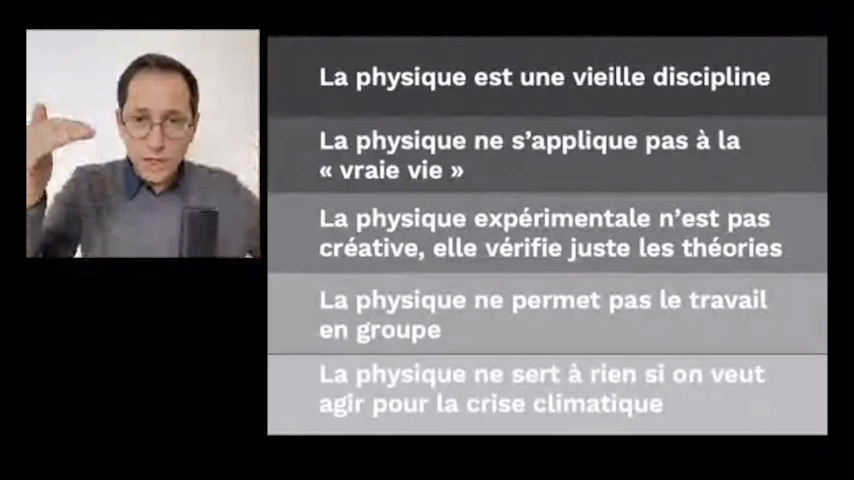 La physique est une vieille discipline
La physique ne s’applique pas à la
« vraie vie »
La physique expérimentale n’est pas
créative, elle vérifie juste les théories
La physique ne permet pas le travail
en groupe
La physique ne sert à rien si on veut
agir pour la crise climatique